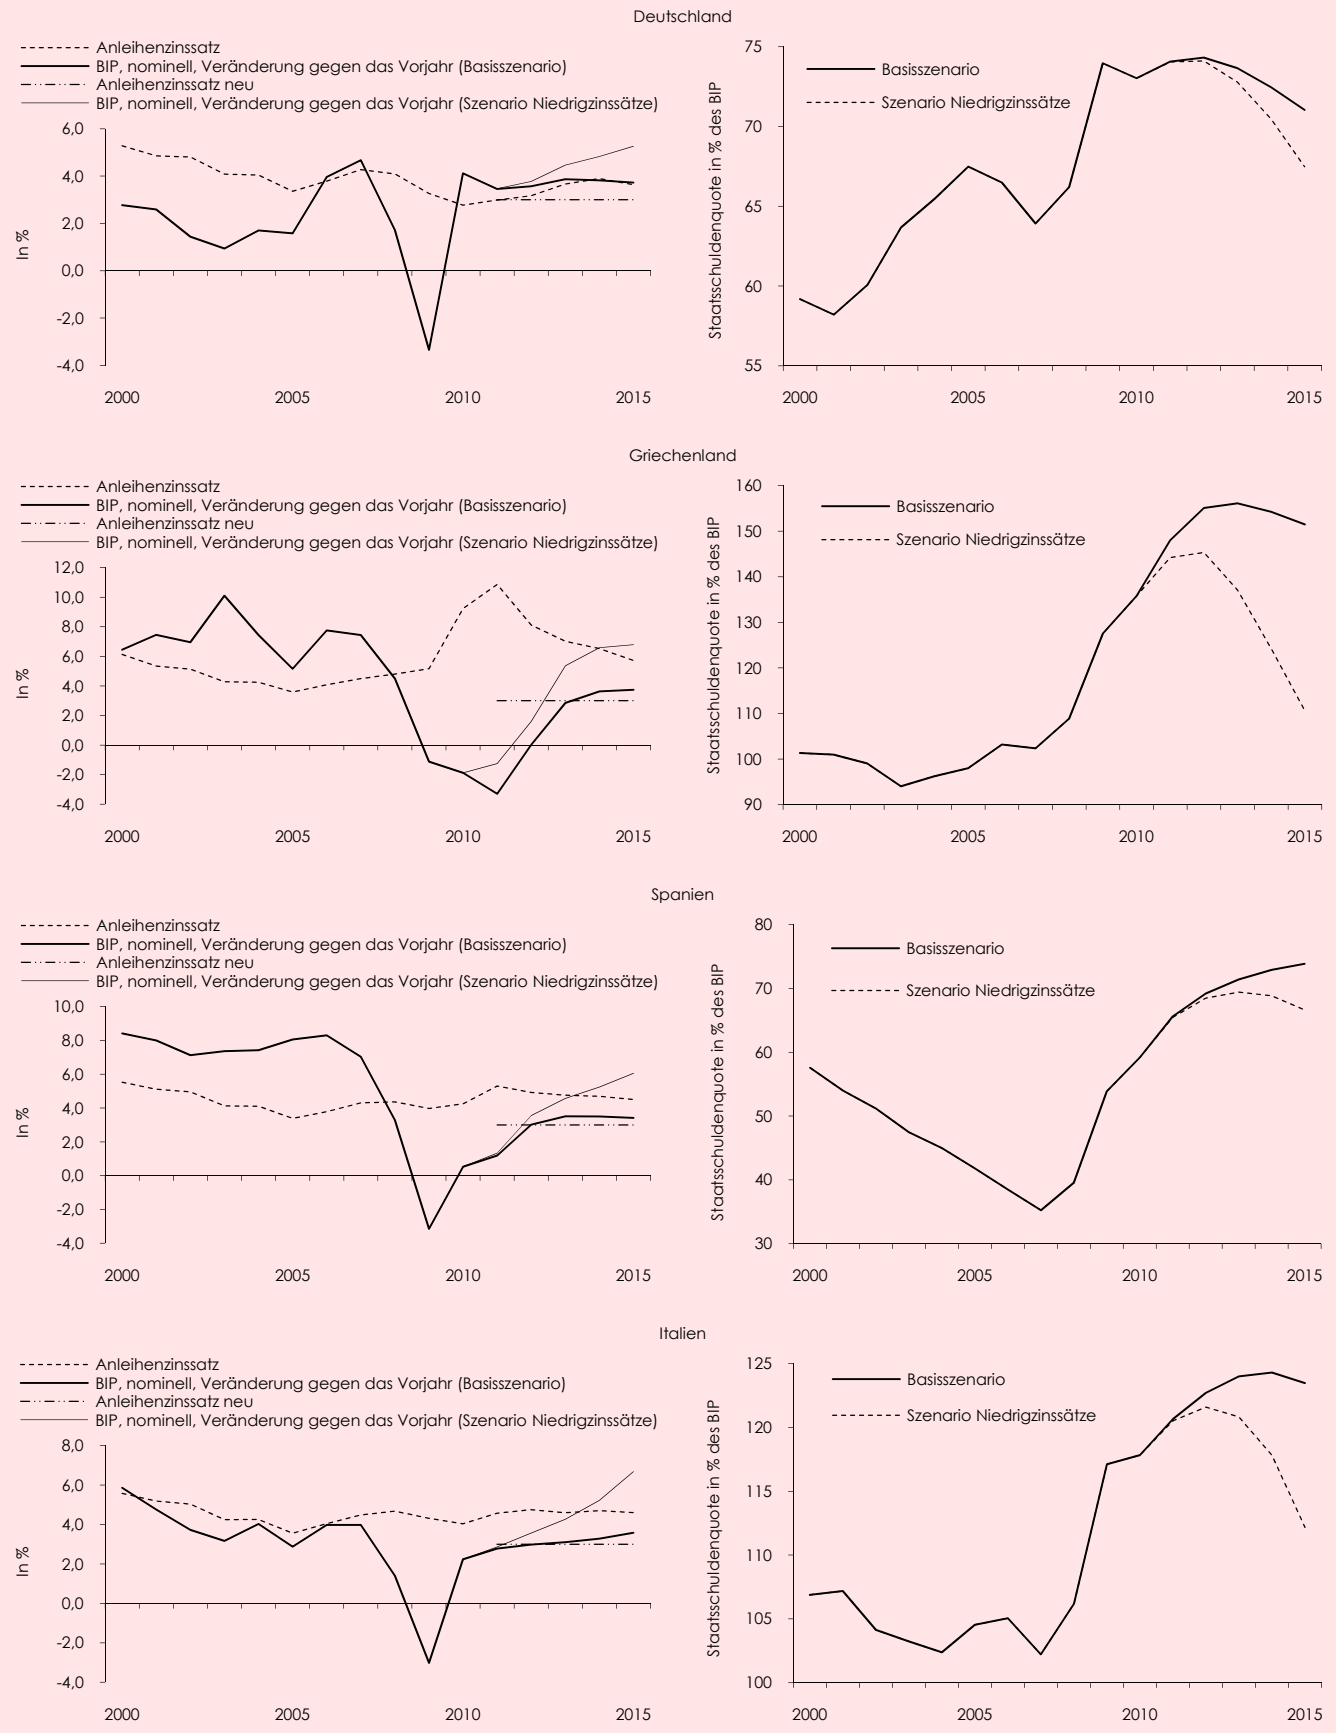 Deutschland
Anleihenzinssatz
BIP, nominell, Veränderung gegen das Vorjahr (Basisszenario)
Anleihenzinssatz neu
BIP, nominell, Veränderung gegen das Vorjahr (Szenario Niedrigzinssätze)
In %
6,0
4,0
2,0
0,0
-2,0
-4,0
2000 2005 2010 2015
Staatsschuldenquote in % des BIP
Basisszenario
Szenario Niedrigzinssätze
75
70
65
60
55
2000 2005 2010 2015
Griechenland
Anleihenzinssatz
BIP, nominell, Veränderung gegen das Vorjahr (Basisszenario)
Anleihenzinssatz neu
BIP, nominell, Veränderung gegen das Vorjahr (Szenario Niedrigzinssätze)
In %
12,0
10,0
8,0
6,0
4,0
2,0
0,0
-2,0
-4,0
2000 2005 2010 2015
Staatsschuldenquote in % des BIP
Basisszenario
Szenario Niedrigzinssätze
160
150
140
130
120
110
100
90
2000 2005 2010 2015
Spanien
Anleihenzinssatz
BIP, nominell, Veränderung gegen das Vorjahr (Basisszenario)
Anleihenzinssatz neu
BIP, nominell, Veränderung gegen das Vorjahr (Szenario Niedrigzinssätze)
In %
10,0
8,0
6,0
4,0
2,0
0,0
-2,0
-4,0
2000 2005 2010 2015
Staatsschuldenquote in % des BIP
Basisszenario
Szenario Niedrigzinssätze
80
70
60
50
40
30
2000 2005 2010 2015
Italien
Anleihenzinssatz
BIP, nominell, Veränderung gegen das Vorjahr (Basisszenario)
Anleihenzinssatz neu
BIP, nominell, Veränderung gegen das Vorjahr (Szenario Niedrigzinssätze)
In %
8,0
6,0
4,0
2,0
0,0
-2,0
-4,0
2000 2005 2010 2015
Staatsschuldenquote in % des BIP
Basisszenario
Szenario Niedrigzinssätze
125
120
115
110
105
100
2000 2005 2010 2015